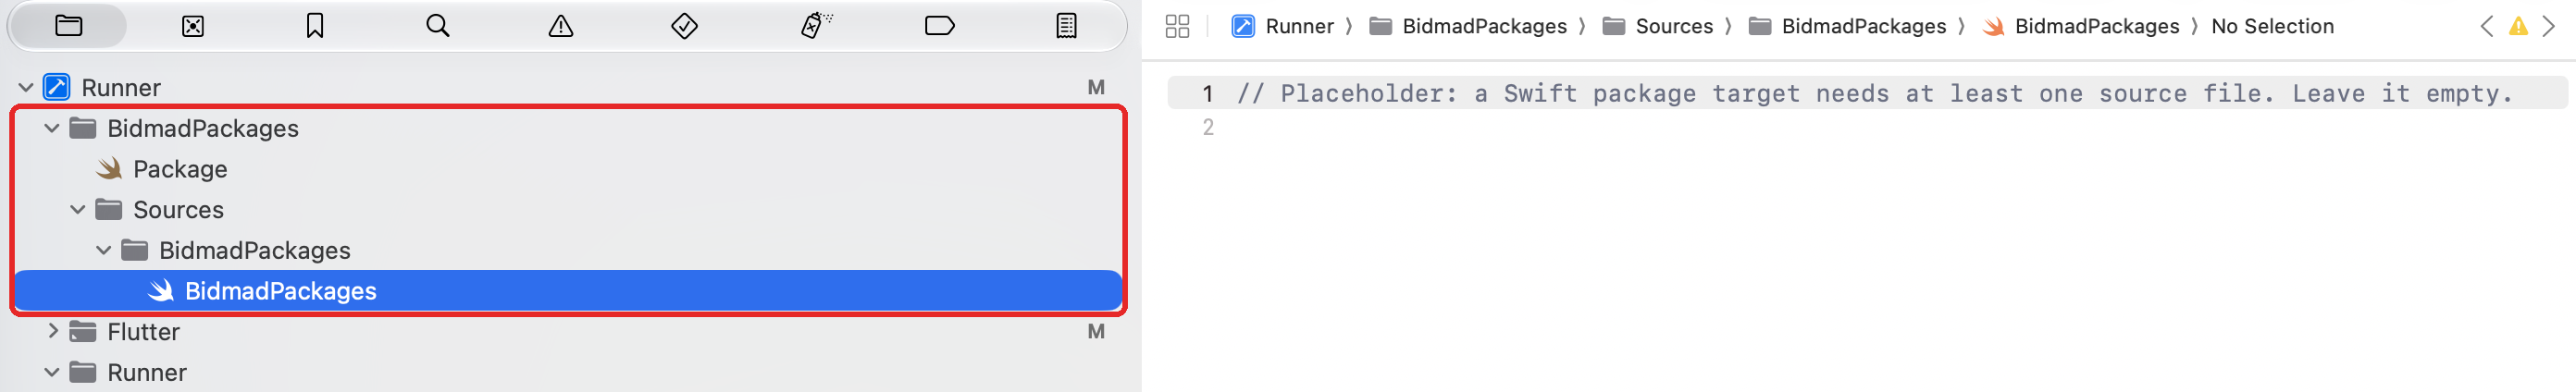 Runner M
BidmadPackages
Package
Sources
BidmadPackages
BidmadPackages
Flutter M
Runner
Runner 〉 BidmadPackages 〉 Sources 〉 BidmadPackages 〉 BidmadPackages 〉 No Selection
1 // Placeholder: a Swift package target needs at least one source file. Leave it empty.
2